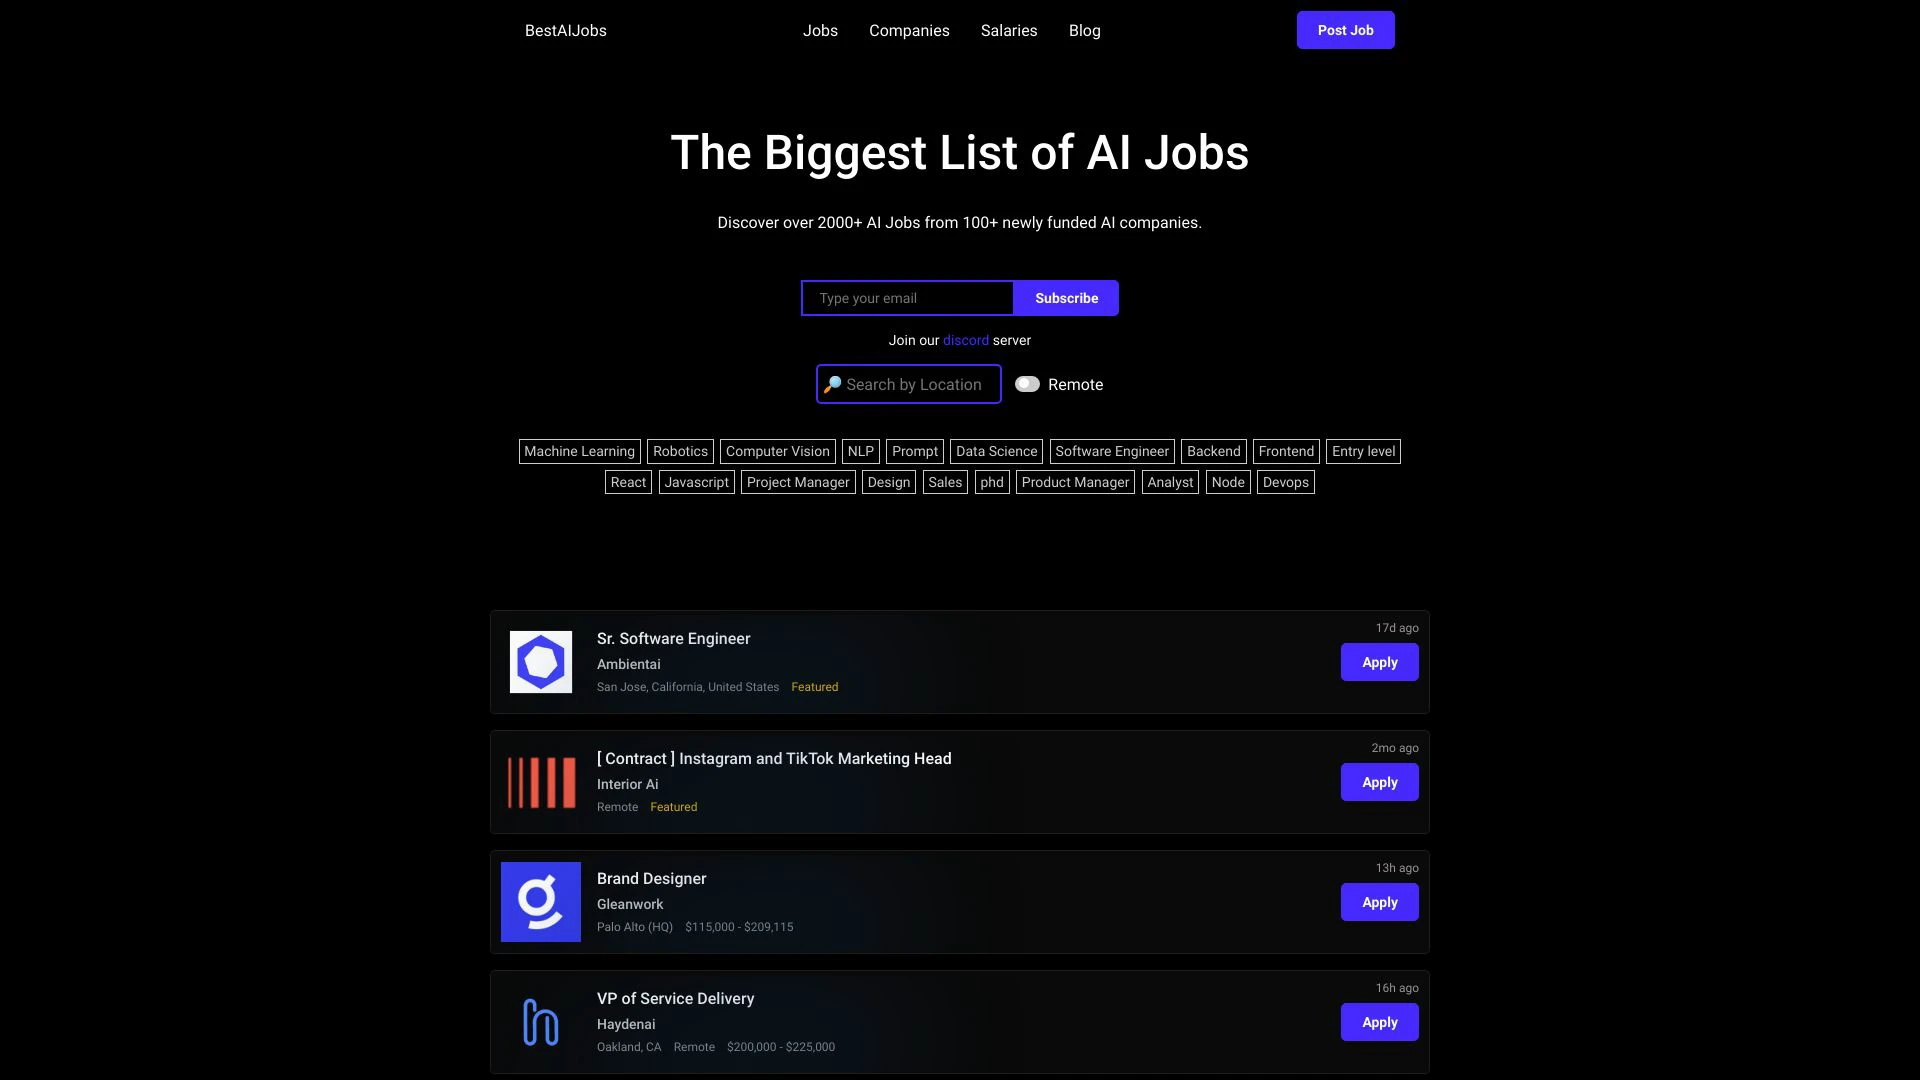 BestAIJobs
Jobs Companies Salaries Blog
Post Job
The Biggest List of AI Jobs
Discover over 2000+ AI Jobs from 100+ newly funded AI companies.
Type your email
Subscribe
Join our discord server
🔎 Search by Location
Remote
Machine Learning Robotics Computer Vision NLP Prompt Data Science Software Engineer Backend Frontend Entry level
React Javascript Project Manager Design Sales phd Product Manager Analyst Node Devops
Sr. Software Engineer
Ambientai
San Jose, California, United States Featured
17d ago
Apply
[ Contract ] Instagram and TikTok Marketing Head
Interior Ai
Remote Featured
2mo ago
Apply
Brand Designer
Gleanwork
Palo Alto (HQ) $115,000 - $209,115
13h ago
Apply
VP of Service Delivery
Haydenai
Oakland, CA Remote $200,000 - $225,000
16h ago
Apply